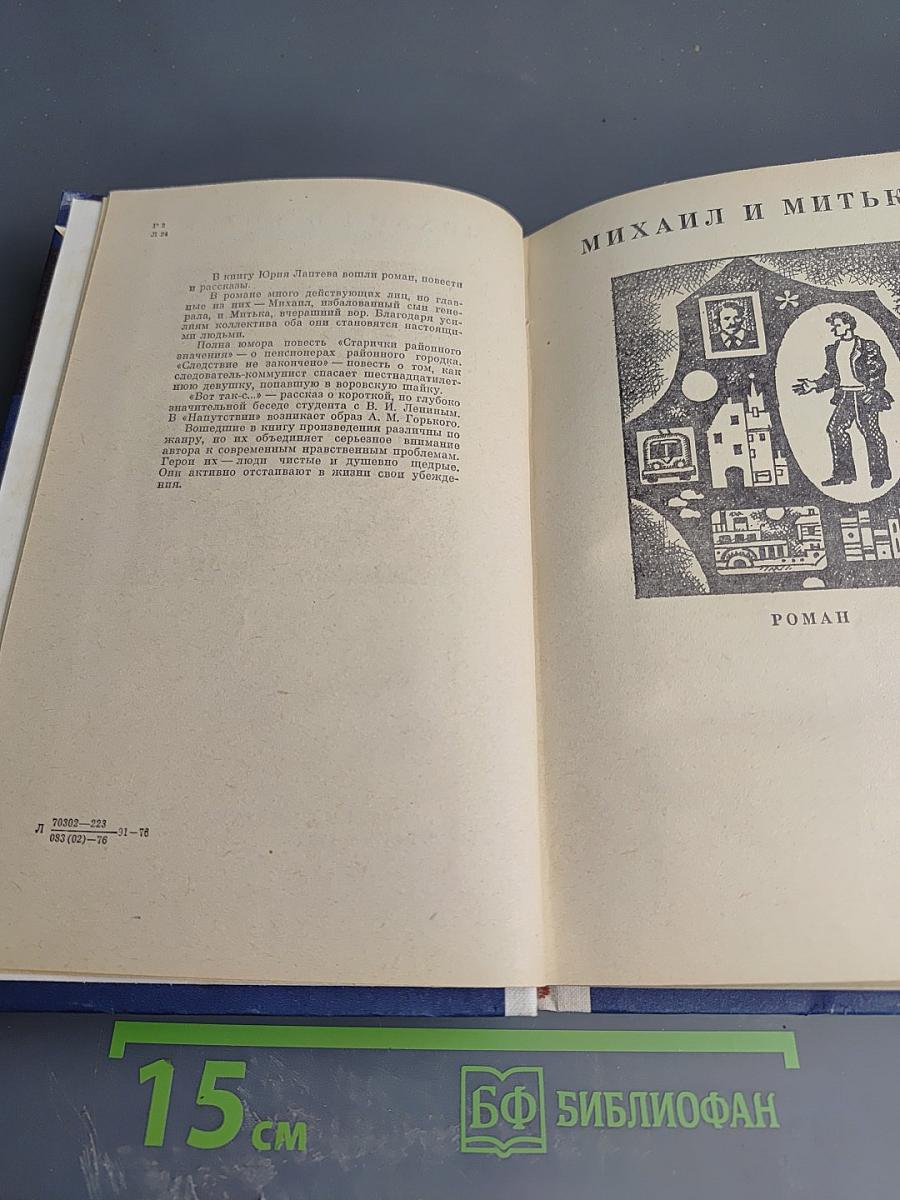 Р 2
Л 24
В книгу Юрия Лаптева вошли роман, повести
и рассказы.
В романе много действующих лиц, но глав-
ные из них — Михаил, избалованный сын гене-
рала, и Митька, вчерашний вор. Благодаря уси-
лиям коллектива оба они становятся настоящи-
ми людьми.
Полна юмора повесть «Старички районного
значения» — о пенсионерах районного городка.
«Следствие не закончено» — повесть о том, как
следователь-коммунист спасает шестнадцатилет-
нюю девушку, попавшую в воровскую шайку.
«Вот так-с...» — рассказ о короткой, но глубоко
значительной беседе студента с В. И. Лениным.
В «Напутствии» возникает образ А. М. Горького.
Вошедшие в книгу произведения различны по
жанру, но их объединяет серьезное внимание
автора к современным нравственным проблемам.
Герои их — люди чистые и душевно щедрые.
Они активно отстаивают в жизни свои убежде-
ния.
Л 70302—223
083(02)—76 91—76
МИХАИЛ И МИТЬК
РОМАН
15 см
БФ БИБЛИОФАН